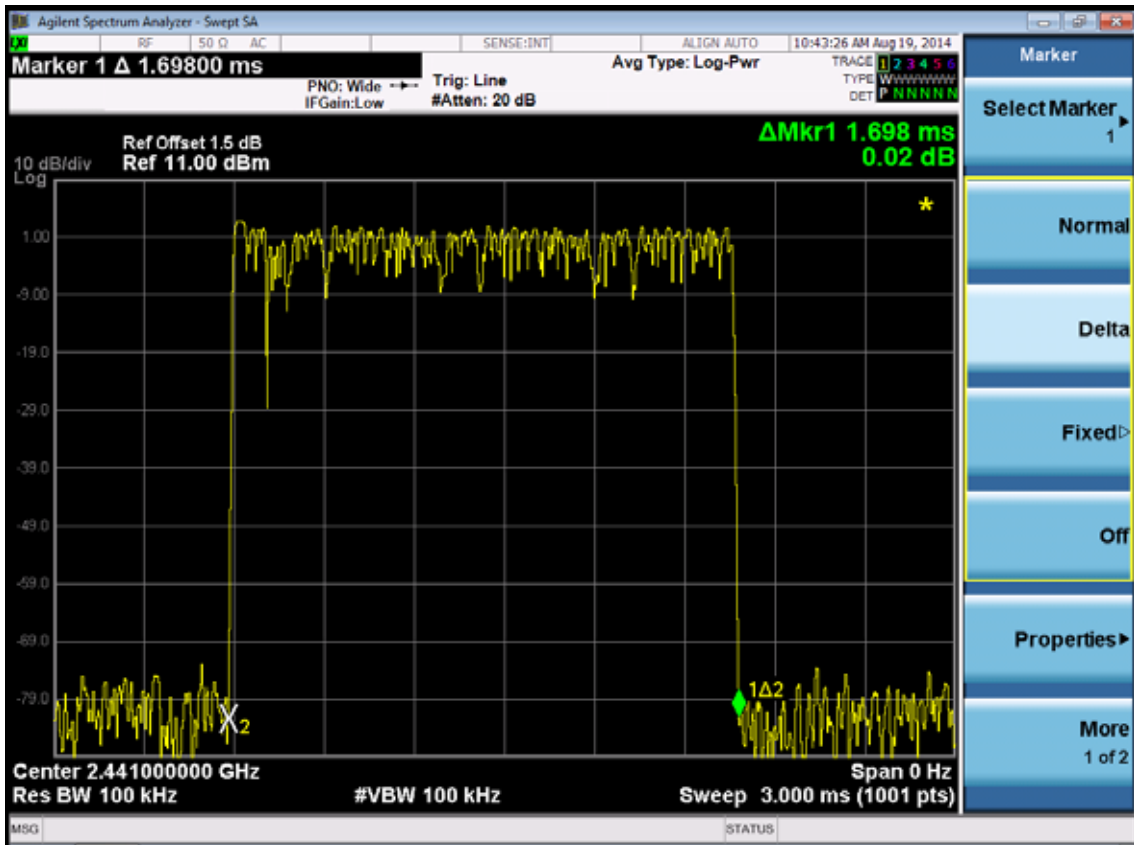 Agilent Spectrum Analyzer - Swept SA
LXI RF 50 Ω AC SENSE:INT ALIGN AUTO 10:43:26 AM Aug 19, 2014
Marker 1 Δ 1.69800 ms
PNO: Wide
IFGain:Low
Trig: Line
#Atten: 20 dB
Avg Type: Log-Pwr
TRACE 1 2 3 4 5 6
TYPE WWWWWW
DET P N N N N N
Ref Offset 1.5 dB
10 dB/div Ref 11.00 dBm
Log
ΔMkr1 1.698 ms
0.02 dB
*
1.00
-9.00
-19.0
-29.0
-39.0
-49.0
-59.0
-69.0
-79.0
X2
1Δ2
Center 2.441000000 GHz Span 0 Hz
Res BW 100 kHz #VBW 100 kHz Sweep 3.000 ms (1001 pts)
MSG STATUS
Marker
Select Marker
1
Normal
Delta
Fixed
Off
Properties
More
1 of 2